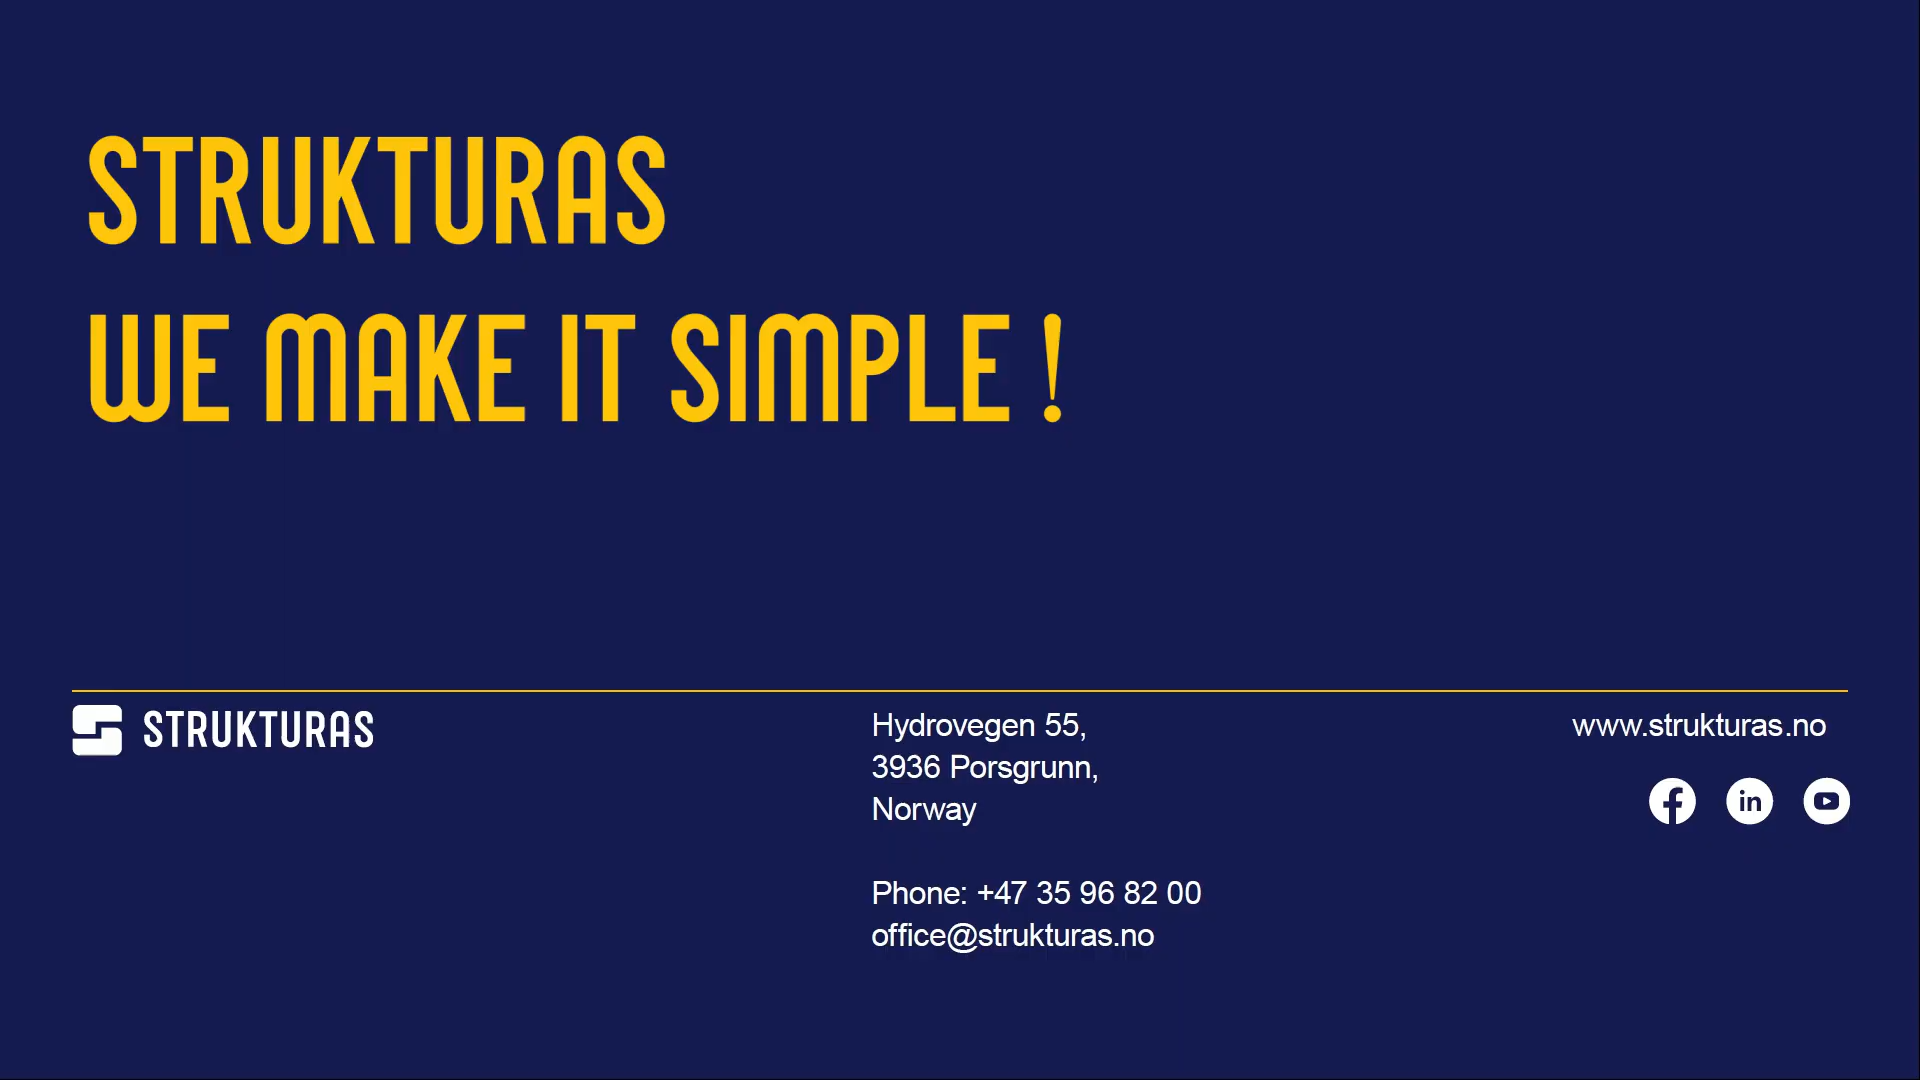 STRUKTURAS
WE MAKE IT SIMPLE !
STRUKTURAS
Hydrovegen 55,
3936 Porsgrunn,
Norway
Phone: +47 35 96 82 00
office@strukturas.no
www.strukturas.no
in